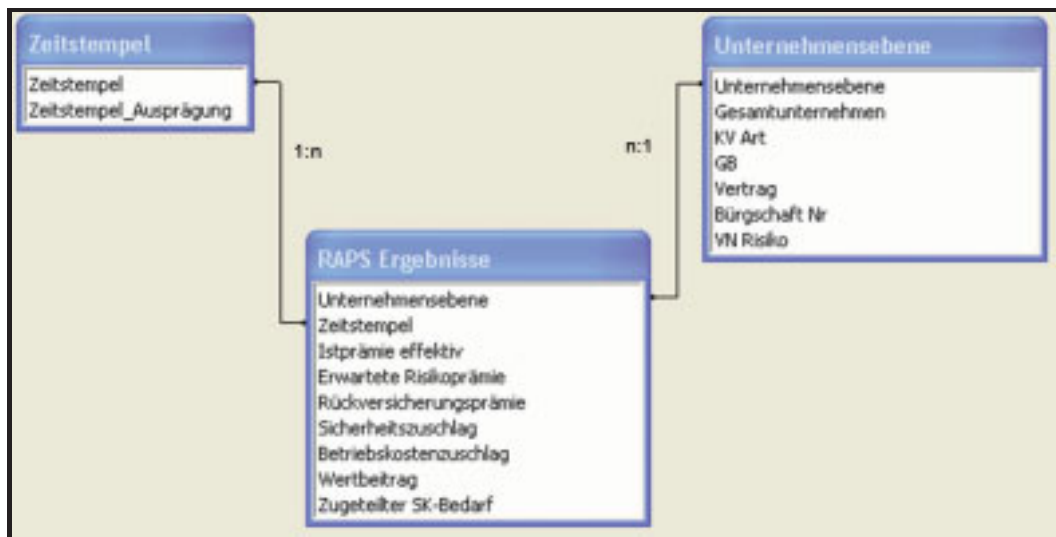 Zeitstempel
Zeitstempel
Zeitstempel_Ausprägung
Unternehmensebene
Unternehmensebene
Gesamtunternehmen
KV Art
GB
Vertrag
Bürgschaft Nr
VN Risiko
1:n
n:1
RAPS Ergebnisse
Unternehmensebene
Zeitstempel
Istprämie effektiv
Erwartete Risikoprämie
Rückversicherungsprämie
Sicherheitszuschlag
Betriebskostenzuschlag
Wertbeitrag
Zugeteilter SK-Bedarf